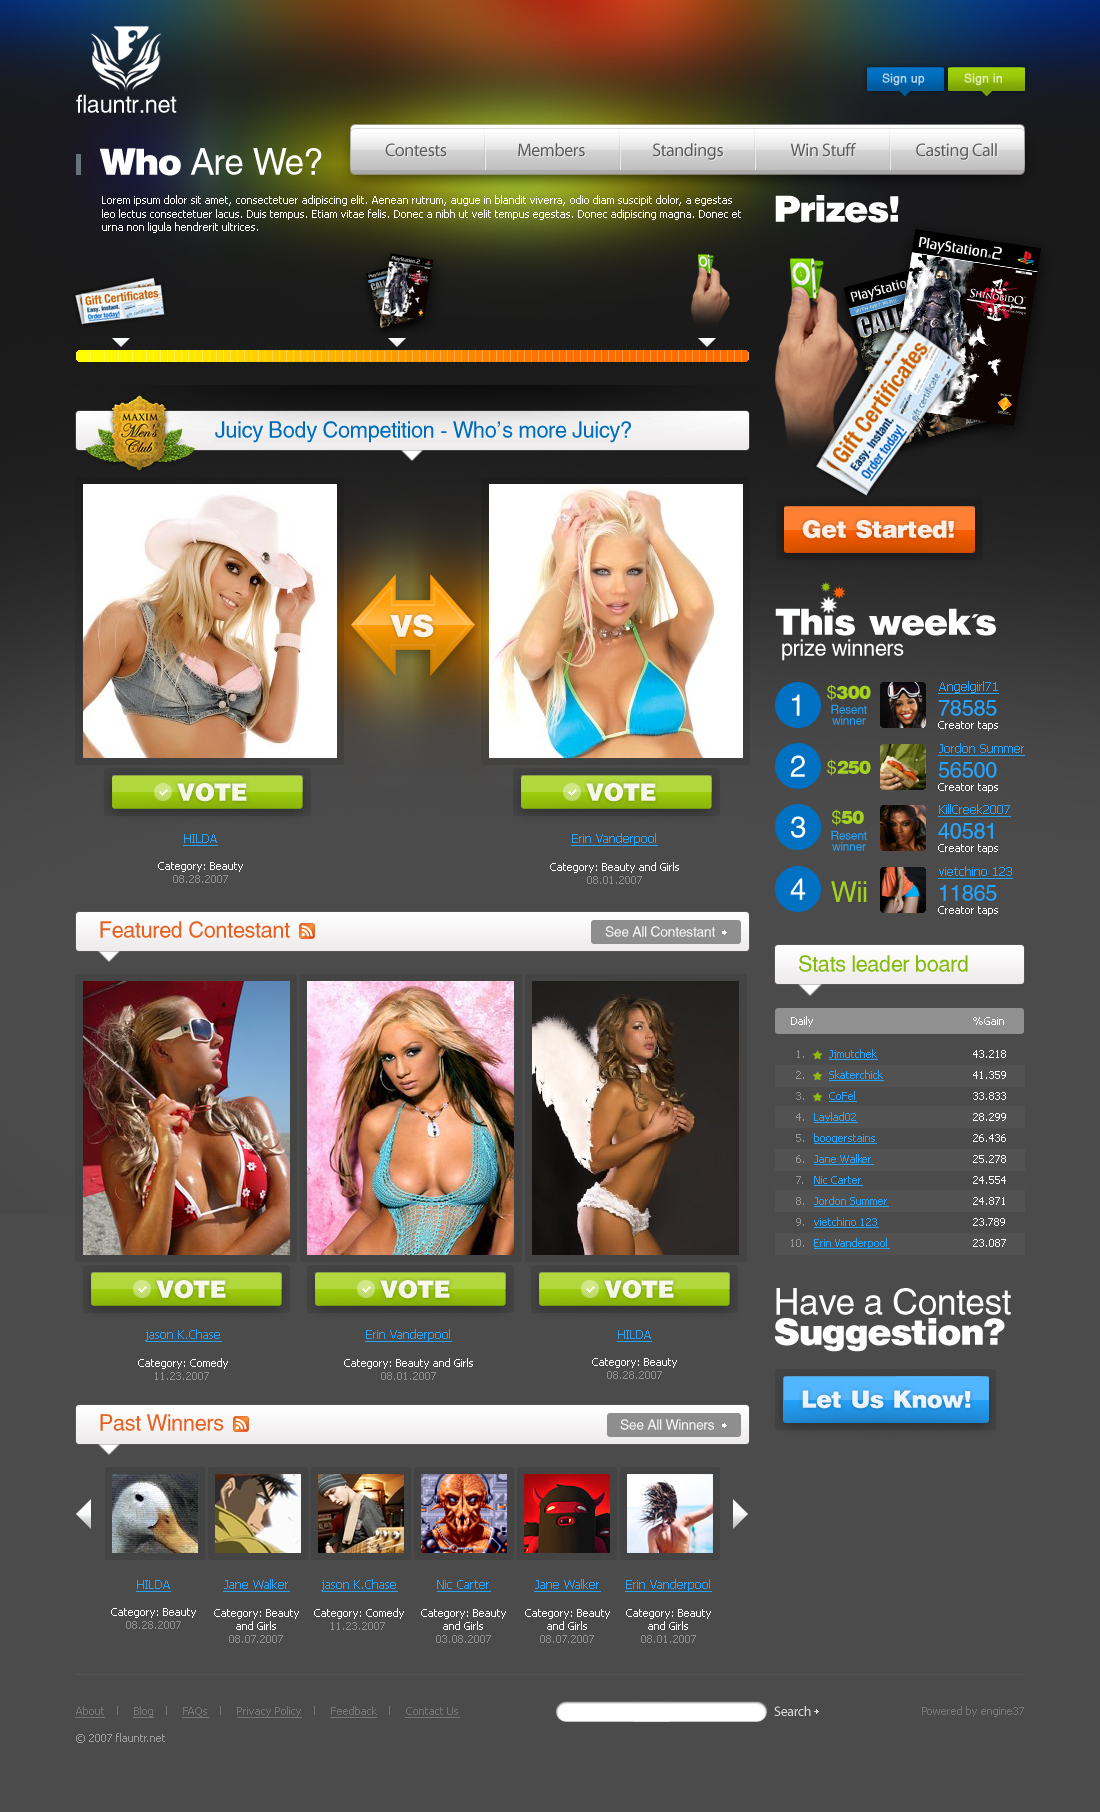 flauntr.net
Sign up
Sign in
Contests
Members
Standings
Win Stuff
Casting Call
Who Are We?
Lorem ipsum dolor sit amet, consectetuer adipiscing elit. Aenean rutrum, augue in blandit viverra, odio diam suscipit dolor, a egestas
leo lectus consectetuer lacus. Duis tempus. Etiam vitae felis. Donec a nibh ut velit tempus egestas. Donec adipiscing magna. Donec et
urna non ligula hendrerit ultrices.
Gift Certificates
Easy. Instant.
Order today!
Prizes!
PlayStation 2
SHINOBIDO
PlayStation
CALL
Gift Certificates
Easy. Instant.
Order today!
gift certificate
Get Started!
MAXIM
Men's
Club
Juicy Body Competition - Who's more Juicy?
VS
VOTE
VOTE
HILDA
Erin Vanderpool
Category: Beauty
08.28.2007
Category: Beauty and Girls
08.01.2007
This week's
prize winners
1
$300
Resent
winner
Angelgirl71
78585
Creator taps
2
$250
Jordon Summer
56500
Creator taps
3
$50
Resent
winner
KillCreek2007
40581
Creator taps
4
Wii
vietchino 123
11865
Creator taps
Featured Contestant
See All Contestant
VOTE
VOTE
VOTE
jason K.Chase
Erin Vanderpool
HILDA
Category: Comedy
11.23.2007
Category: Beauty and Girls
08.01.2007
Category: Beauty
08.28.2007
Stats leader board
Daily %Gain
1. Jjmutchek 43.218
2. Skaterchick 41.359
3. CoFel 33.833
4. Laylad02 28.299
5. boogerstains 26.436
6. Jane Walker 25.278
7. Nic Carter 24.554
8. Jordon Summer 24.871
9. vietchino 123 23.789
10. Erin Vanderpool 23.087
Have a Contest
Suggestion?
Let Us Know!
Past Winners
See All Winners
HILDA
Category: Beauty
08.28.2007
Jane Walker
Category: Beauty
and Girls
08.07.2007
jason K.Chase
Category: Comedy
11.23.2007
Nic Carter
Category: Beauty
and Girls
03.08.2007
Jane Walker
Category: Beauty
and Girls
08.07.2007
Erin Vanderpool
Category: Beauty
and Girls
08.01.2007
About | Blog | FAQs | Privacy Policy | Feedback | Contact Us
Search
Powered by engine37
© 2007 flauntr.net